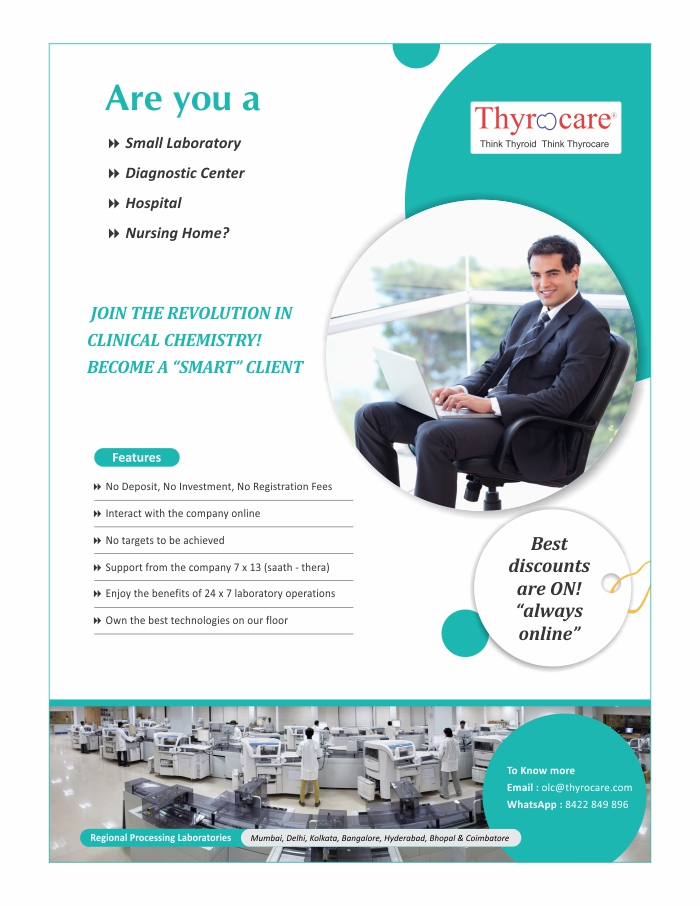 Are you a
Small Laboratory
Diagnostic Center
Hospital
Nursing Home?
Thyrocare®
Think Thyroid Think Thyrocare
JOIN THE REVOLUTION IN
CLINICAL CHEMISTRY!
BECOME A “SMART” CLIENT
Features
No Deposit, No Investment, No Registration Fees
Interact with the company online
No targets to be achieved
Support from the company 7 x 13 (saath - thera)
Enjoy the benefits of 24 x 7 laboratory operations
Own the best technologies on our floor
Best
discounts
are ON!
“always
online”
To Know more
Email : olc@thyrocare.com
WhatsApp : 8422 849 896
Regional Processing Laboratories
Mumbai, Delhi, Kolkata, Bangalore, Hyderabad, Bhopal & Coimbatore